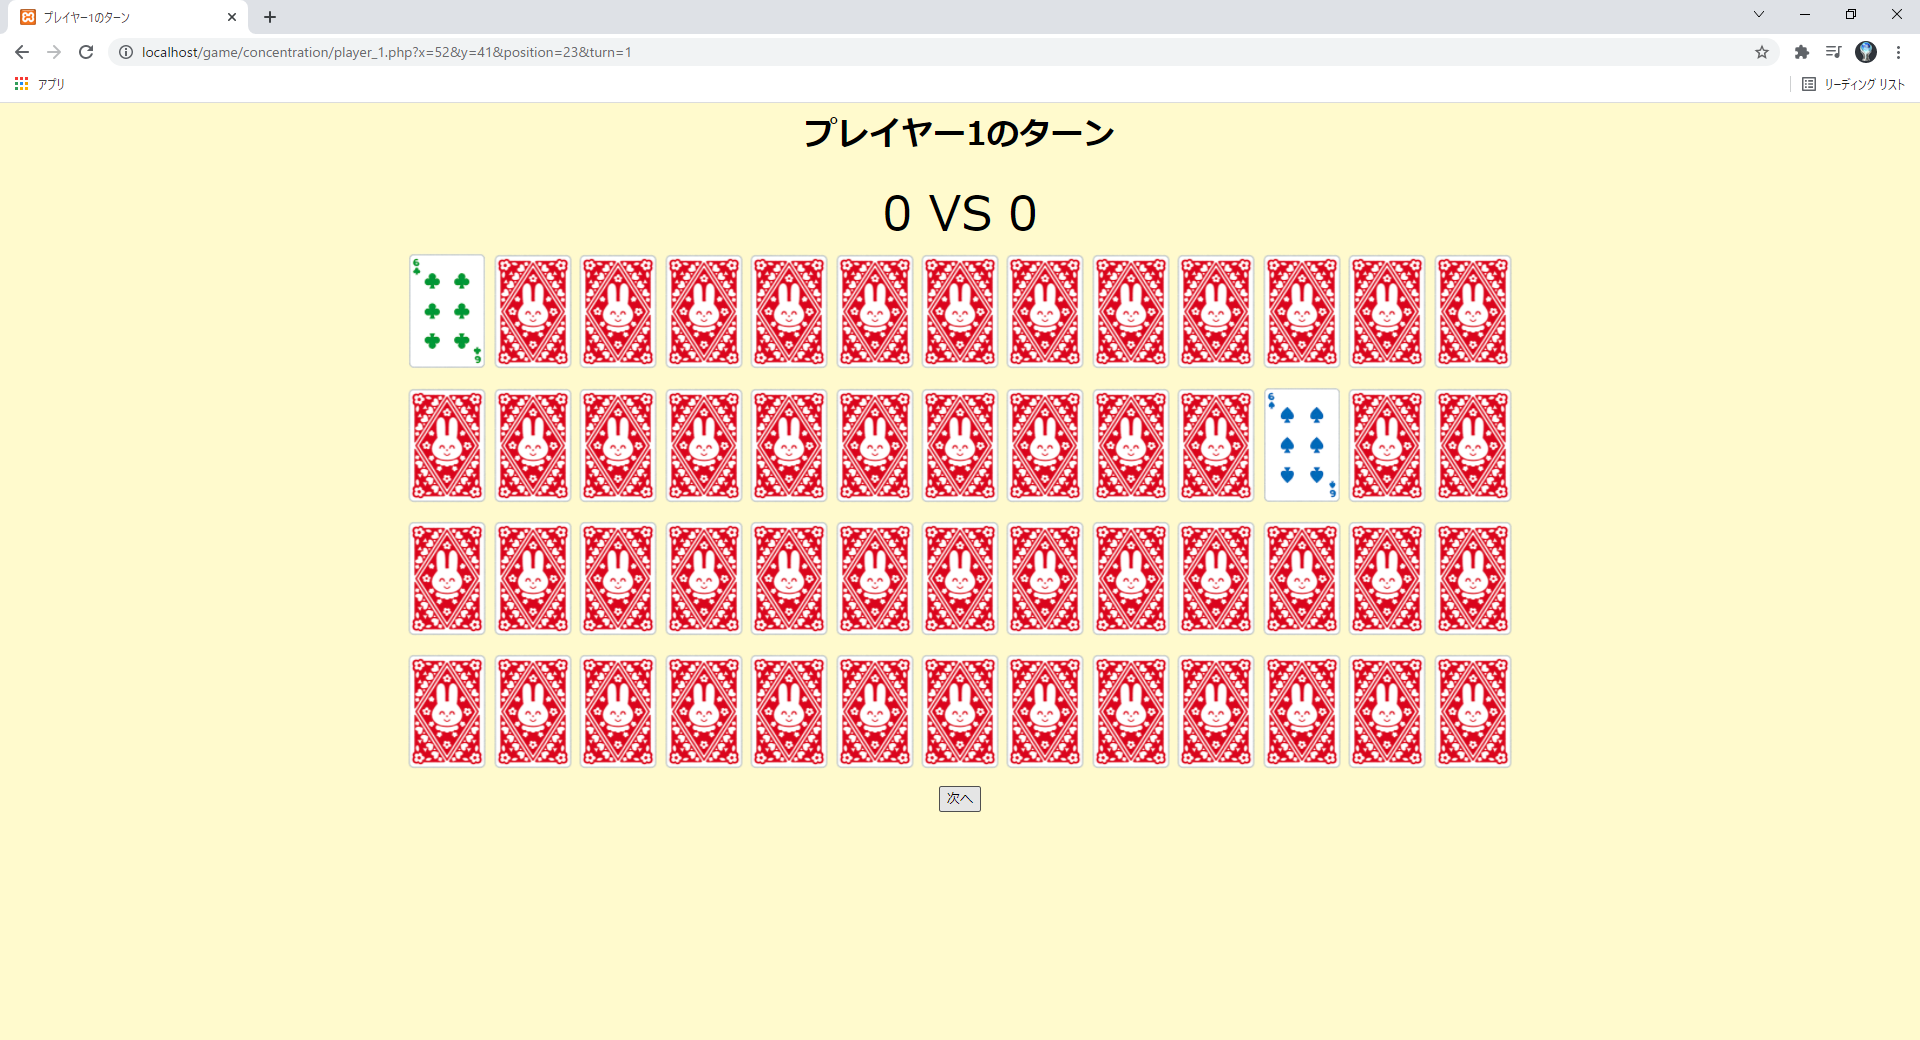 プレイヤー1のターン
localhost/game/concentration/player_1.php?x=52&y=41&position=23&turn=1
アプリ
リーディング リスト
プレイヤー1のターン
0 VS 0
6
6
6
6
次へ